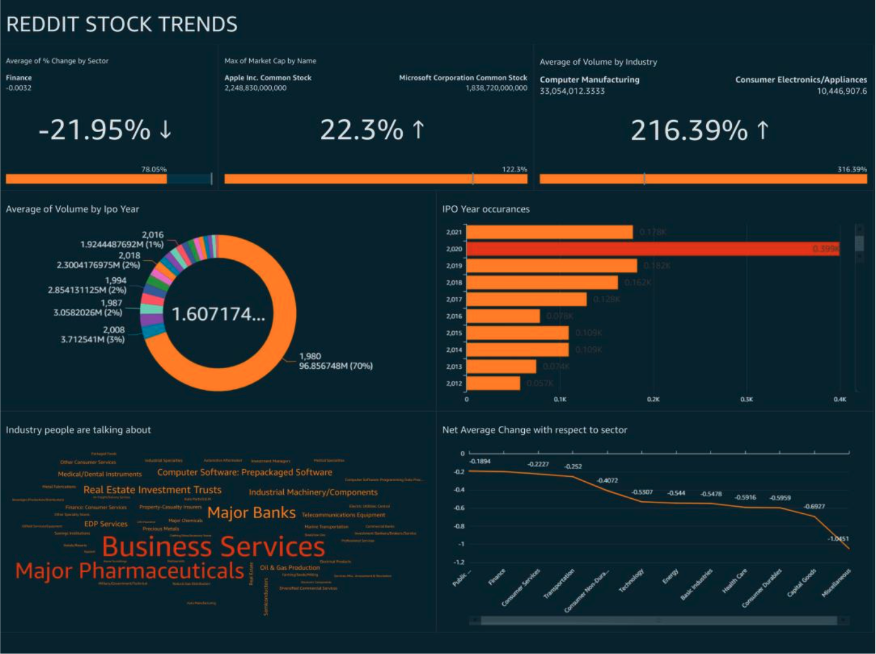 REDDIT STOCK TRENDS
Average of % Change by Sector
Finance
-0.0032
-21.95% ↓
78.05%
Max of Market Cap by Name
Apple Inc. Common Stock
2,248,830,000,000
Microsoft Corporation Common Stock
1,838,720,000,000
22.3% ↑
122.3%
Average of Volume by Industry
Computer Manufacturing
33,054,012.3333
Consumer Electronics/Appliances
10,446,907.6
216.39% ↑
316.39%
Average of Volume by Ipo Year
2,016
1.9244487692M (1%)
2,018
2.3004176975M (2%)
1,994
2.854131125M (2%)
1,987
3.0582026M (2%)
2,008
3.712541M (3%)
1.607174...
1,980
96.856748M (70%)
IPO Year occurances
2,021
2,020
0.399K
2,019
0.182K
2,018
0.162K
2,017
0.128K
2,016
2,015
0.109K
2,014
0.109K
2,013
0.074K
2,012
0.057K
0
0.1K
0.2K
0.3K
0.4K
Industry people are talking about
Other Consumer Services
Medical/Dental Instruments
Computer Software: Prepackaged Software
Real Estate Investment Trusts
Industrial Machinery/Components
Finance: Consumer Services
Property-Casualty Insurers
Major Banks
Telecommunications Equipment
EDP Services
Major Chemicals
Precious Metals
Marine Transportation
Business Services
Major Pharmaceuticals
Oil & Gas Production
Real Estate
Semiconductors
Diversified Commercial Services
Net Average Change with respect to sector
0
-0.2
-0.4
-0.6
-0.8
-1
-1.2
-0.1894
-0.2227
-0.252
-0.4072
-0.5307
-0.544
-0.5478
-0.5916
-0.5959
-0.6927
-1.0451
Public ...
Finance
Consumer Services
Transportation
Consumer Non-Dura...
Technology
Energy
Basic Industries
Health Care
Consumer Durables
Capital Goods
Miscellaneous